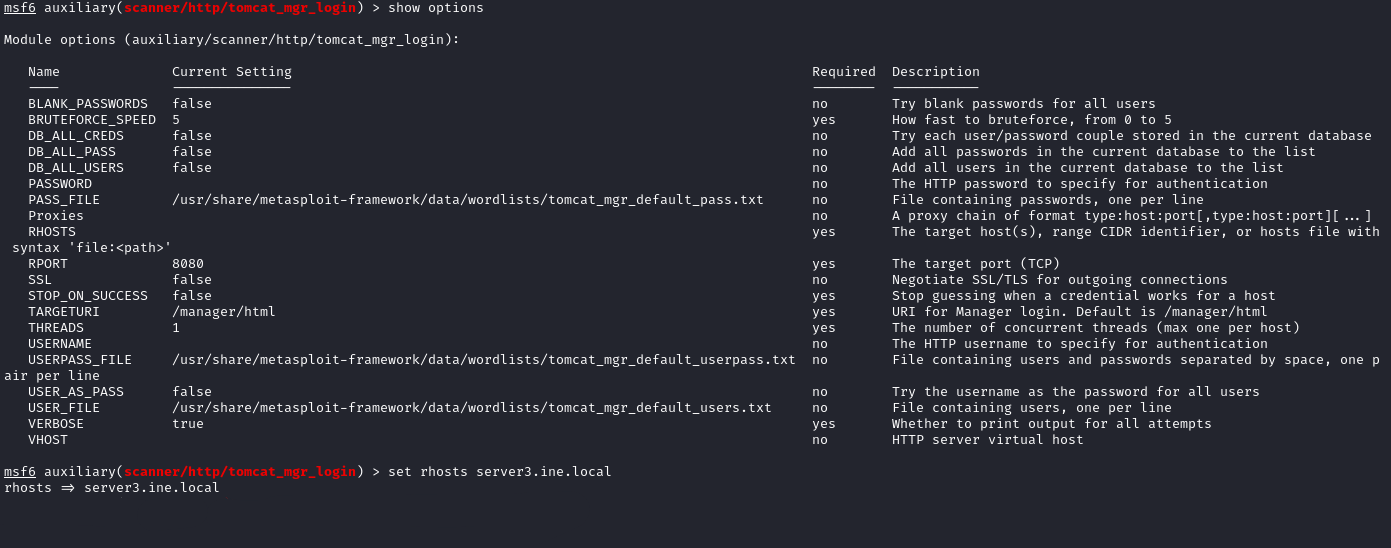 msf6 auxiliary(scanner/http/tomcat_mgr_login) > show options
Module options (auxiliary/scanner/http/tomcat_mgr_login):
Name Current Setting Required Description
---- --------------- -------- -----------
BLANK_PASSWORDS false no Try blank passwords for all users
BRUTEFORCE_SPEED 5 yes How fast to bruteforce, from 0 to 5
DB_ALL_CREDS false no Try each user/password couple stored in the current database
DB_ALL_PASS false no Add all passwords in the current database to the list
DB_ALL_USERS false no Add all users in the current database to the list
PASSWORD no The HTTP password to specify for authentication
PASS_FILE /usr/share/metasploit-framework/data/wordlists/tomcat_mgr_default_pass.txt no File containing passwords, one per line
Proxies no A proxy chain of format type:host:port[,type:host:port][...]
RHOSTS yes The target host(s), range CIDR identifier, or hosts file with
syntax 'file:<path>'
RPORT 8080 yes The target port (TCP)
SSL false no Negotiate SSL/TLS for outgoing connections
STOP_ON_SUCCESS false yes Stop guessing when a credential works for a host
TARGETURI /manager/html yes URI for Manager login. Default is /manager/html
THREADS 1 yes The number of concurrent threads (max one per host)
USERNAME no The HTTP username to specify for authentication
USERPASS_FILE /usr/share/metasploit-framework/data/wordlists/tomcat_mgr_default_userpass.txt no File containing users and passwords separated by space, one p
air per line
USER_AS_PASS false no Try the username as the password for all users
USER_FILE /usr/share/metasploit-framework/data/wordlists/tomcat_mgr_default_users.txt no File containing users, one per line
VERBOSE true yes Whether to print output for all attempts
VHOST no HTTP server virtual host
msf6 auxiliary(scanner/http/tomcat_mgr_login) > set rhosts server3.ine.local
rhosts => server3.ine.local